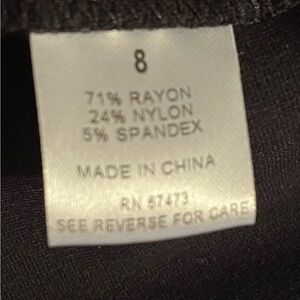 8
71% RAYON
24% NYLON
5% SPANDEX
MADE IN CHINA
RN 67473
SEE REVERSE FOR CARE